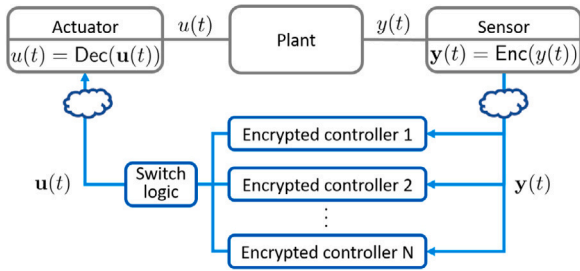 Actuator
u(t) = Dec(𝐮(t))
u(t)
Plant
y(t)
Sensor
𝐲(t) = Enc(y(t))
Encrypted controller 1
𝐮(t)
Switch
logic
Encrypted controller 2
𝐲(t)
⋮
Encrypted controller N